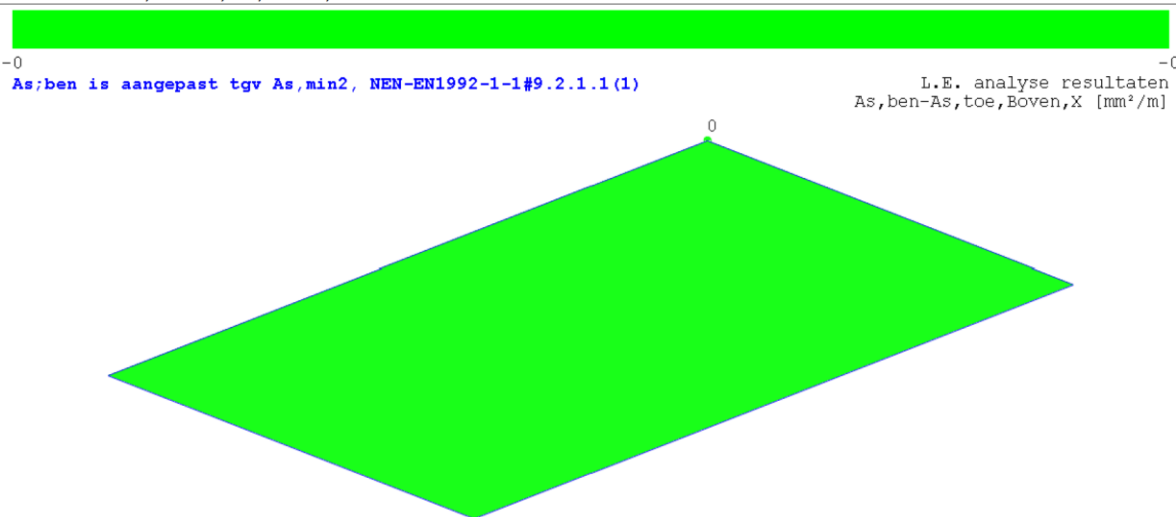 -0
-0
As;ben is aangepast tgv As,min2, NEN-EN1992-1-1#9.2.1.1(1)
L.E. analyse resultaten
As,ben-As,toe,Boven,X [mm²/m]
0